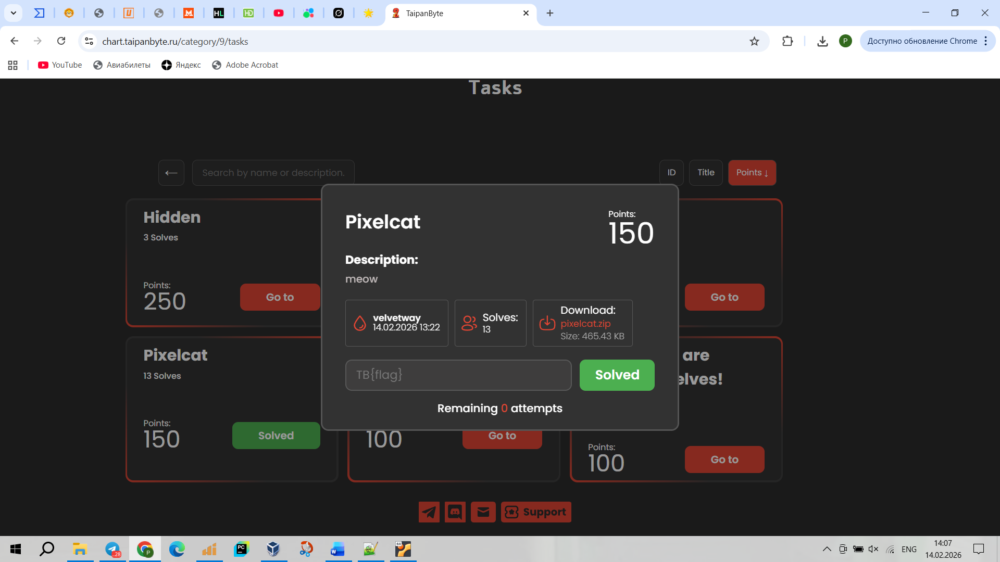 TaipanByte
chart.taipanbyte.ru/category/9/tasks
P
Доступно обновление Chrome
YouTube
Авиабилеты
Яндекс
Adobe Acrobat
Tasks
Search by name or description.
ID
Title
Points ↓
Hidden
3 Solves
Points:
250
Go to
Go to
Pixelcat
Points:
150
Description:
meow
velvetway
14.02.2026 13:22
Solves:
13
Download:
pixelcat.zip
Size: 465.43 KB
TB{flag}
Solved
Remaining 0 attempts
Pixelcat
13 Solves
Points:
150
Solved
100
Go to
are
elves!
Points:
100
Go to
Support
ENG
14:07
14.02.2026